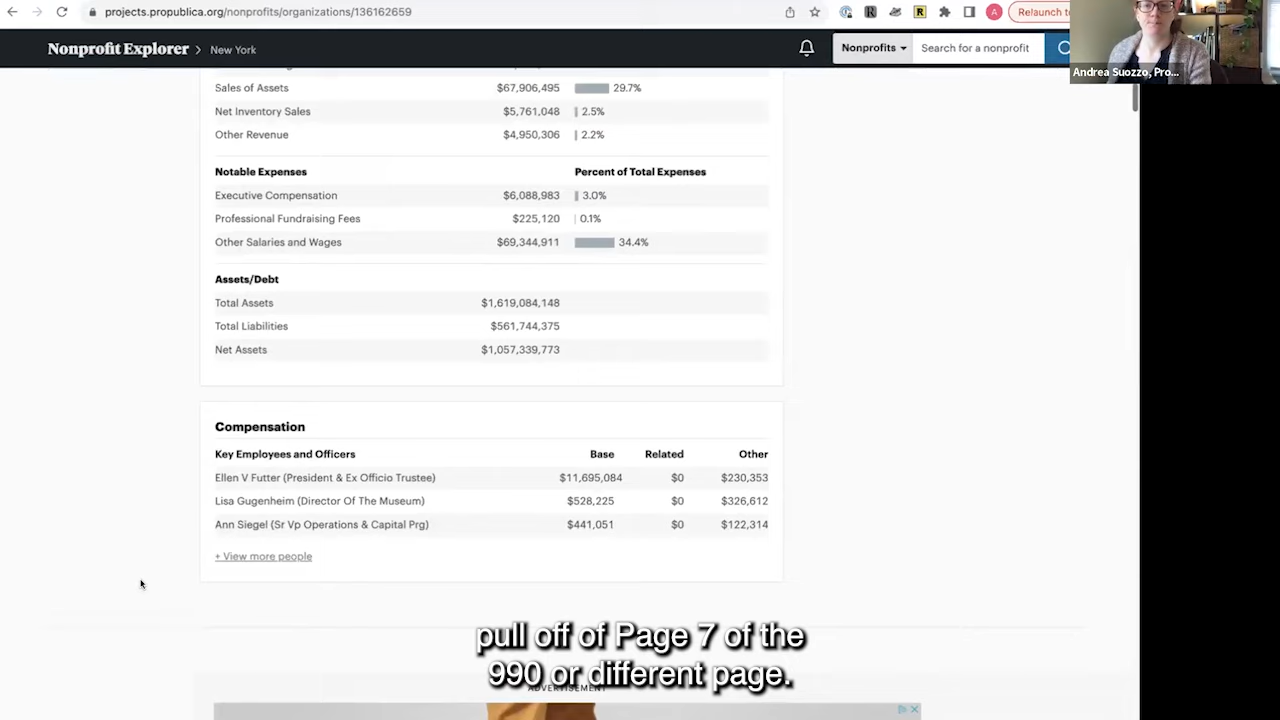 projects.propublica.org/nonprofits/organizations/136162659
Relaunch to
Nonprofit Explorer > New York
Nonprofits
Search for a nonprofit
Andrea Suozzo, Pro...
Sales of Assets $67,906,495 29.7%
Net Inventory Sales $5,761,048 2.5%
Other Revenue $4,950,306 2.2%
Notable Expenses Percent of Total Expenses
Executive Compensation $6,088,983 3.0%
Professional Fundraising Fees $225,120 0.1%
Other Salaries and Wages $69,344,911 34.4%
Assets/Debt
Total Assets $1,619,084,148
Total Liabilities $561,744,375
Net Assets $1,057,339,773
Compensation
Key Employees and Officers Base Related Other
Ellen V Futter (President & Ex Officio Trustee) $11,695,084 $0 $230,353
Lisa Gugenheim (Director Of The Museum) $528,225 $0 $326,612
Ann Siegel (Sr Vp Operations & Capital Prg) $441,051 $0 $122,314
+ View more people
pull off of Page 7 of the
990 or different page.
ADVERTISEMENT